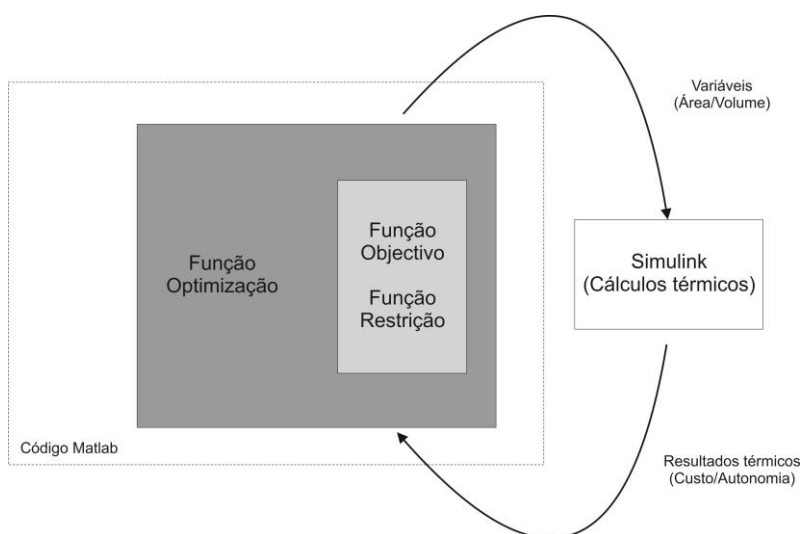 Variáveis
(Área/Volume)
Função
Objectivo
Função
Optimização
Função
Restrição
Simulink
(Cálculos térmicos)
Código Matlab
Resultados térmicos
(Custo/Autonomia)